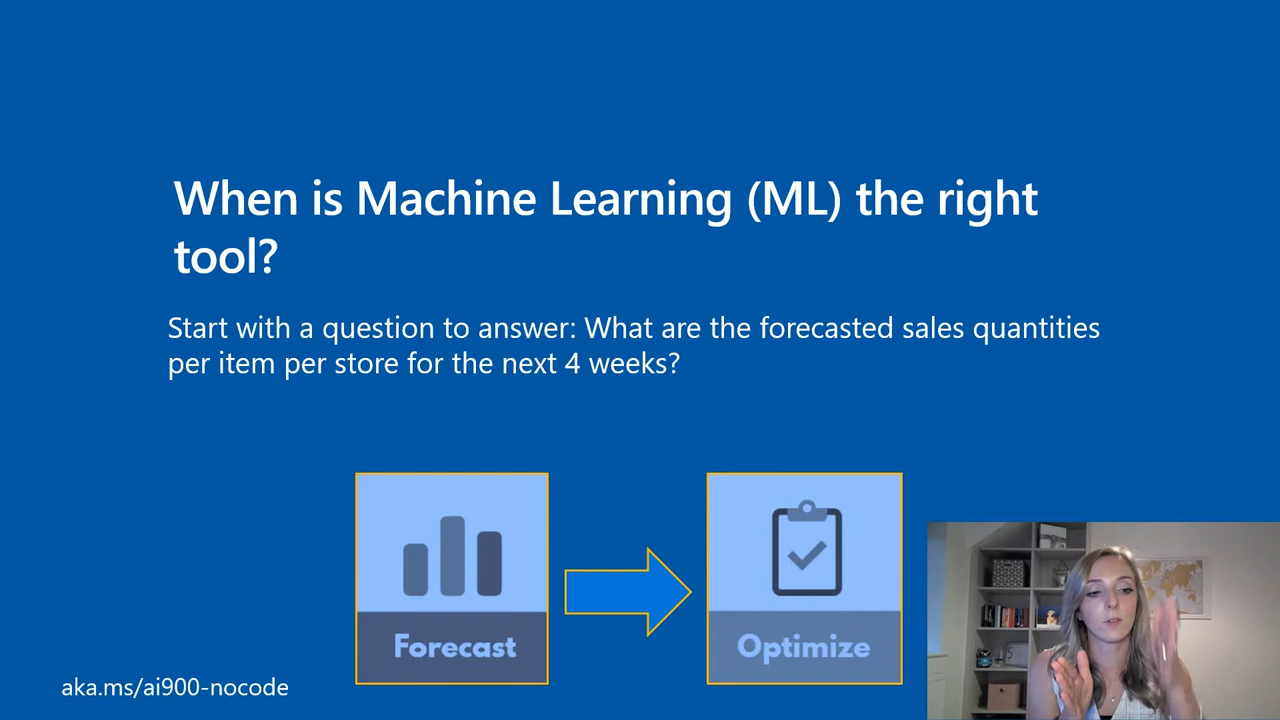 When is Machine Learning (ML) the right
tool?
Start with a question to answer: What are the forecasted sales quantities
per item per store for the next 4 weeks?
Forecast
Optimize
aka.ms/ai900-nocode